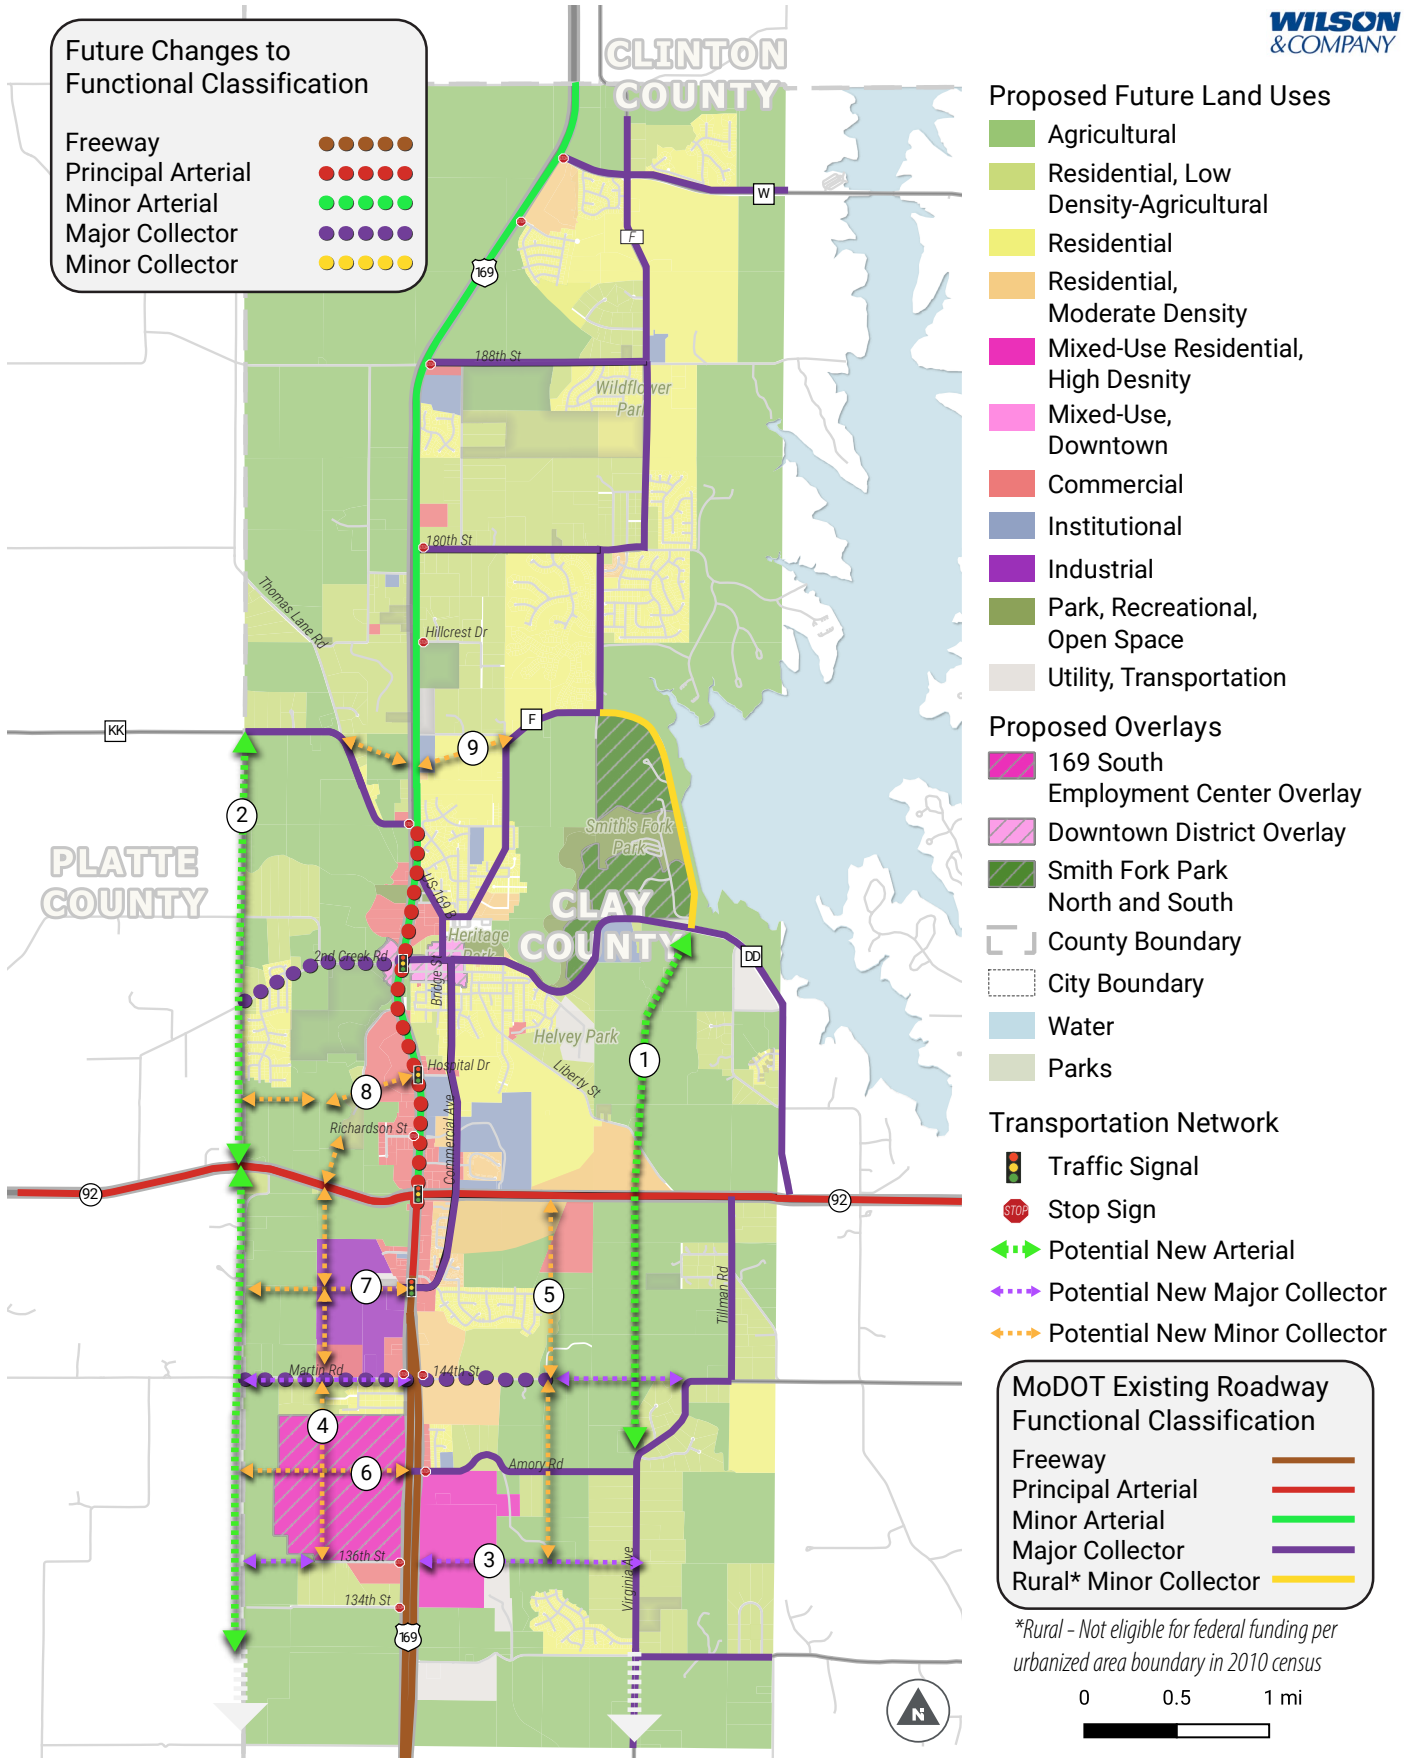 WILSON
&COMPANY
Future Changes to
Functional Classification
Freeway
Principal Arterial
Minor Arterial
Major Collector
Minor Collector
CLINTON
COUNTY
W
F
169
188th St
Wildflower
Park
180th St
Thomas Lane Rd
Hillcrest Dr
KK
F
9
2
PLATTE
COUNTY
Smith's Fork
Park
US-169 B
CLAY
COUNTY
Heritage
Park
2nd Creek Rd
Bridge St
DD
Helvey Park
1
Hospital Dr
Liberty St
8
Richardson St
Commercial Ave
92
92
7
5
Tillman Rd
Martin Rd
144th St
4
6
Amory Rd
136th St
3
Virginia Ave
134th St
169
N
Proposed Future Land Uses
Agricultural
Residential, Low
Density-Agricultural
Residential
Residential,
Moderate Density
Mixed-Use Residential,
High Desnity
Mixed-Use,
Downtown
Commercial
Institutional
Industrial
Park, Recreational,
Open Space
Utility, Transportation
Proposed Overlays
169 South
Employment Center Overlay
Downtown District Overlay
Smith Fork Park
North and South
County Boundary
City Boundary
Water
Parks
Transportation Network
Traffic Signal
STOP
Stop Sign
Potential New Arterial
Potential New Major Collector
Potential New Minor Collector
MoDOT Existing Roadway
Functional Classification
Freeway
Principal Arterial
Minor Arterial
Major Collector
Rural* Minor Collector
*Rural - Not eligible for federal funding per
urbanized area boundary in 2010 census
0 0.5 1 mi